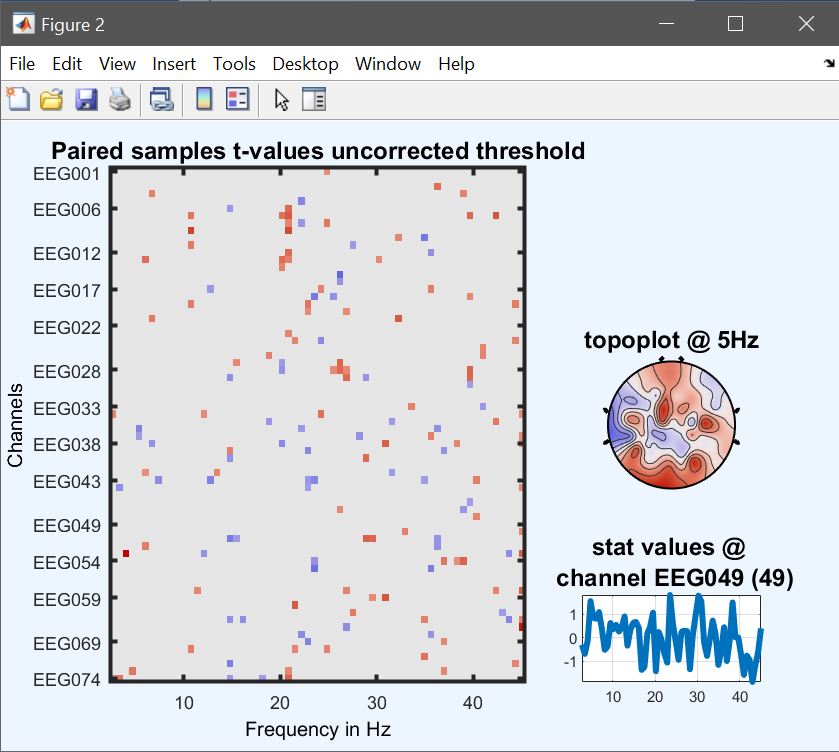 Figure 2
File Edit View Insert Tools Desktop Window Help
Paired samples t-values uncorrected threshold
EEG001
EEG006
EEG012
EEG017
EEG022
EEG028
EEG033
EEG038
EEG043
EEG049
EEG054
EEG059
EEG069
EEG074
Channels
10 20 30 40
Frequency in Hz
topoplot @ 5Hz
stat values @
channel EEG049 (49)
1
0
-1
10 20 30 40